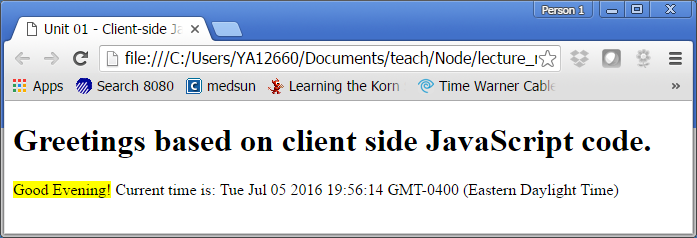 Person 1
Unit 01 - Client-side Ja
file:///C:/Users/YA12660/Documents/teach/Node/lecture_
Apps Search 8080 medsun Learning the Korn Time Warner Cable »
Greetings based on client side JavaScript code.
Good Evening! Current time is: Tue Jul 05 2016 19:56:14 GMT-0400 (Eastern Daylight Time)